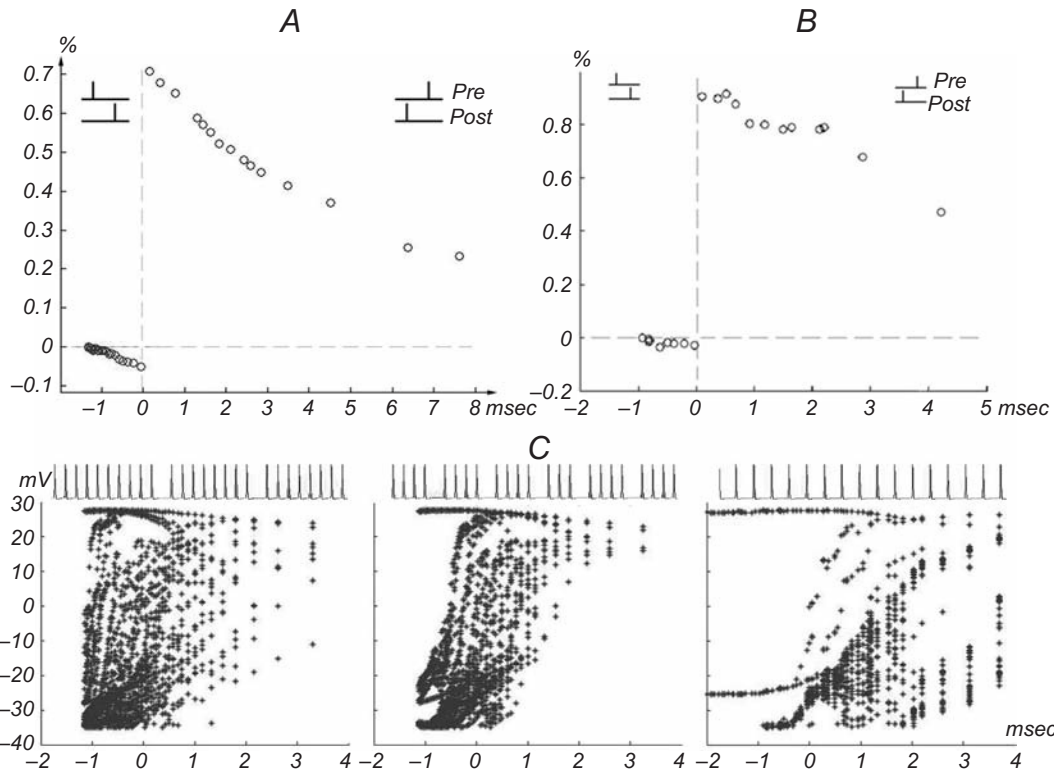 A
%
0.7
0.6
0.5
0.4
0.3
0.2
0.1
0
–0.1
Pre
Post
–1 0 1 2 3 4 5 6 7 8 msec
B
%
0.8
0.6
0.4
0.2
0
–0.2
Pre
Post
–2 –1 0 1 2 3 4 5 msec
C
mV
30
20
10
0
–10
–20
–30
–40
msec
–2 –1 0 1 2 3 4
–2 –1 0 1 2 3 4
–2 –1 0 1 2 3 4